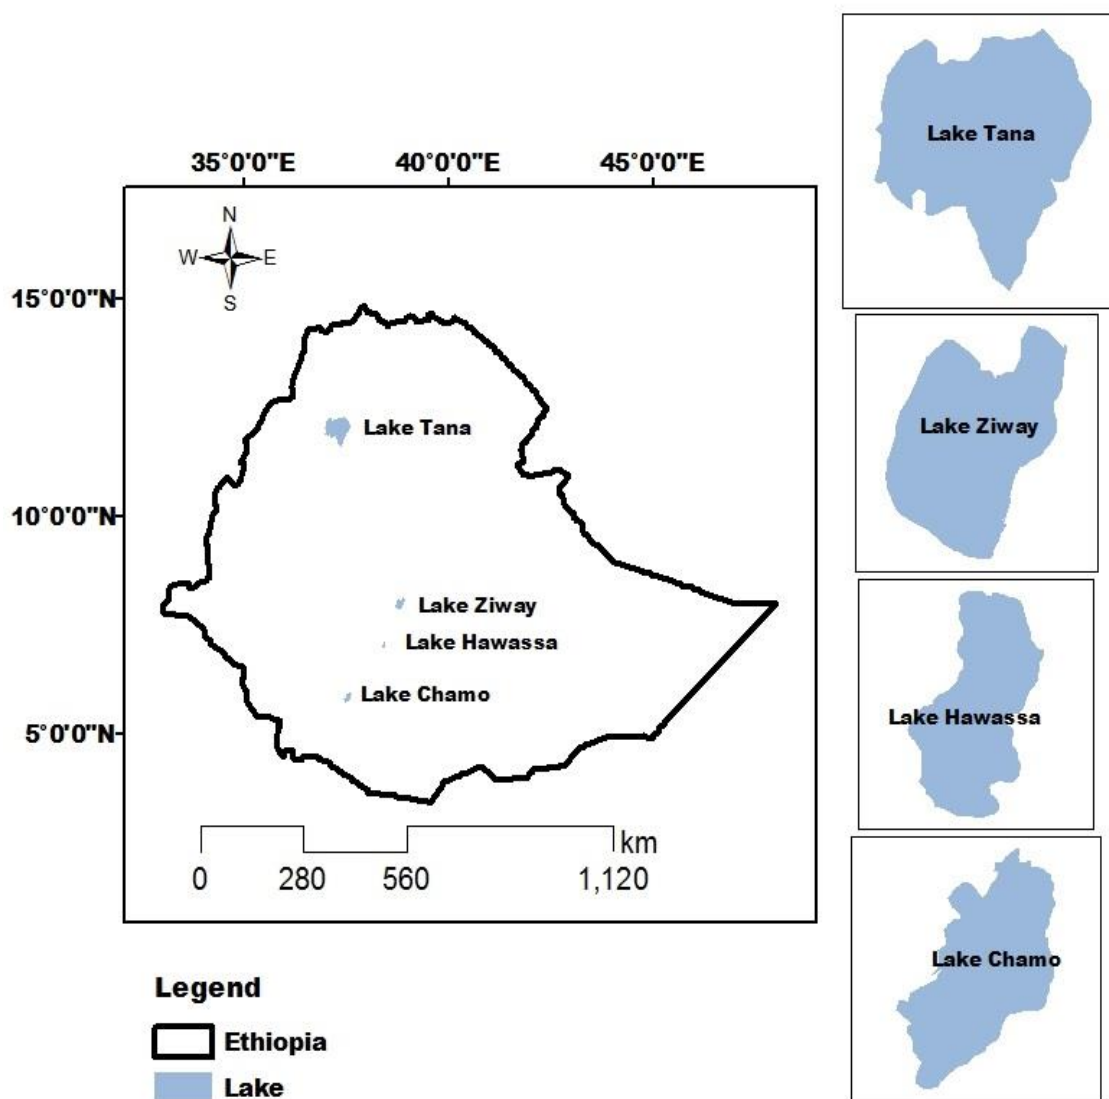 Lake Tana
35°0'0"E 40°0'0"E 45°0'0"E
N
W E
S
15°0'0"N
10°0'0"N
5°0'0"N
Lake Tana
Lake Ziway
Lake Hawassa
Lake Chamo
km
0 280 560 1,120
Lake Ziway
Lake Hawassa
Lake Chamo
Legend
Ethiopia
Lake